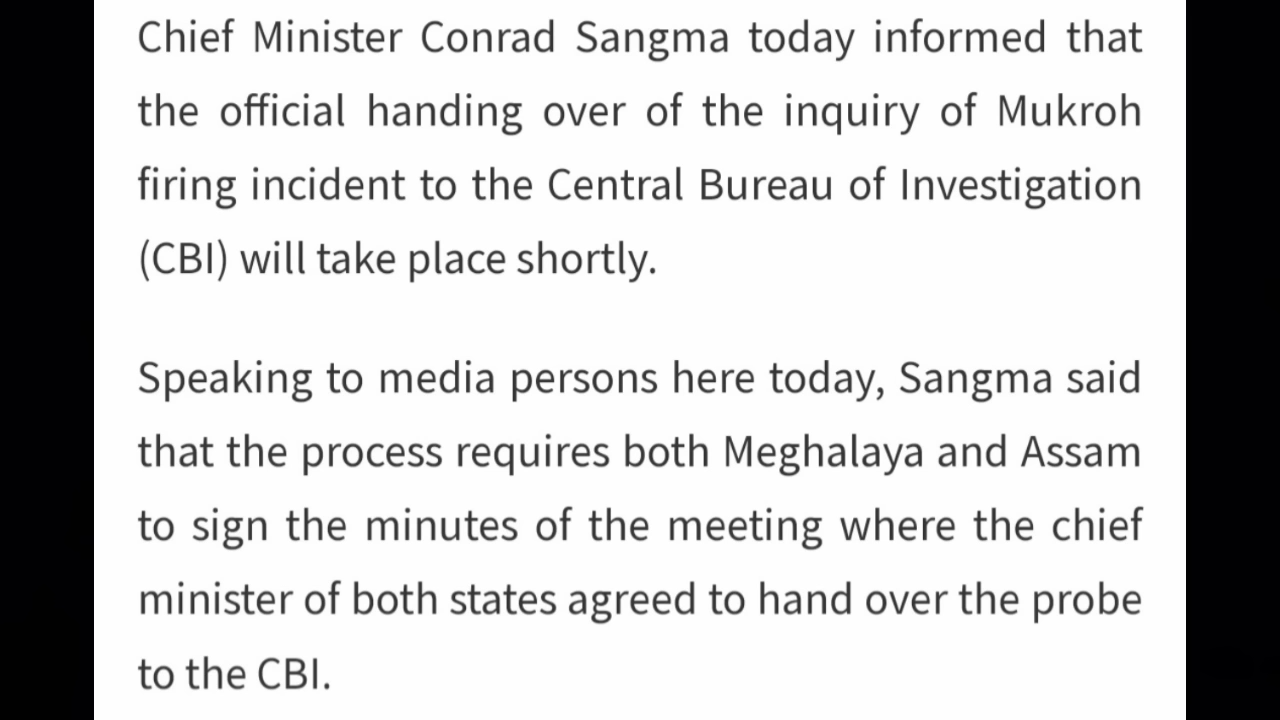 Chief Minister Conrad Sangma today informed that
the official handing over of the inquiry of Mukroh
firing incident to the Central Bureau of Investigation
(CBI) will take place shortly.
Speaking to media persons here today, Sangma said
that the process requires both Meghalaya and Assam
to sign the minutes of the meeting where the chief
minister of both states agreed to hand over the probe
to the CBI.